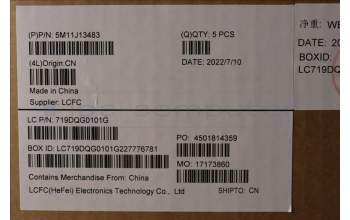 (P)P/N: 5M11J13483
(Q)QTY: 5 PCS
(4L)Origin:CN
DATE: 2022/7/10
Made in China
Supplier: LCFC
净重: WE
DATE: 20
BOXID:
LC719DQ
LC P/N: 719DQG0101G
PO: 4501814359
BOX ID: LC719DQG0101G227776781
MO: 17173860
Contains Merchandise From: China
LCFC(HeFei) Electronics Technology Co., Ltd
SHIPTO: CN